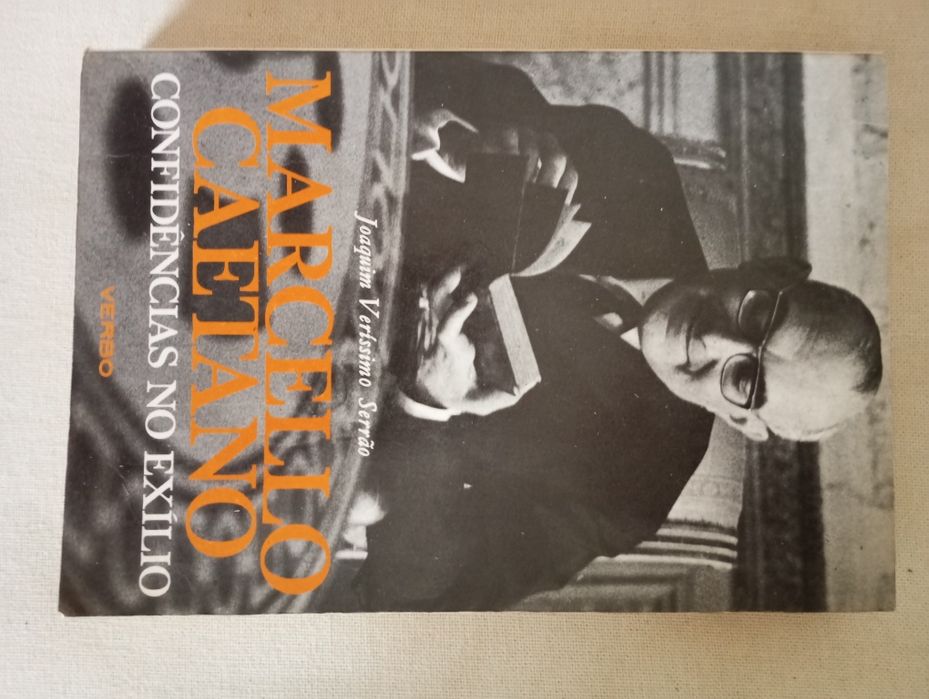 Joaquim Veríssimo Serrão
MARCELLO
CAETANO
CONFIDÊNCIAS NO EXÍLIO
VERBO